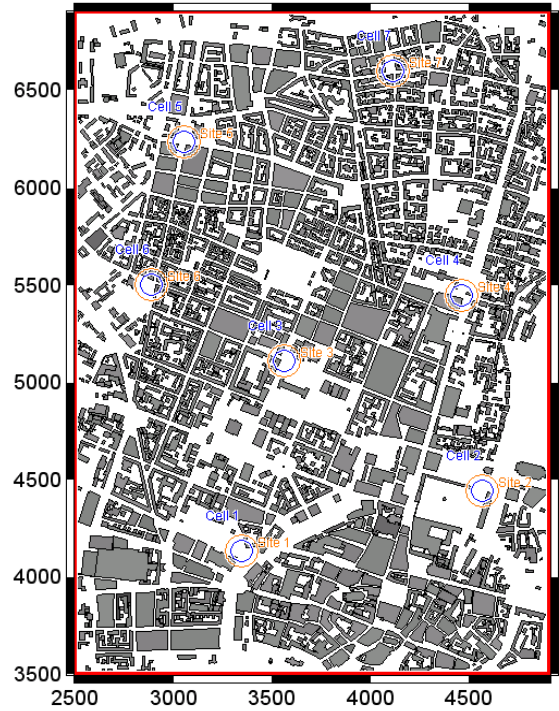 Cell 7
Site 7
6500
Cell 5
Site 5
6000
Cell 6
Site 6
5500
Cell 4
Site 4
Cell 3
Site 3
5000
Cell 2
Site 2
4500
Cell 1
Site 1
4000
3500
2500 3000 3500 4000 4500